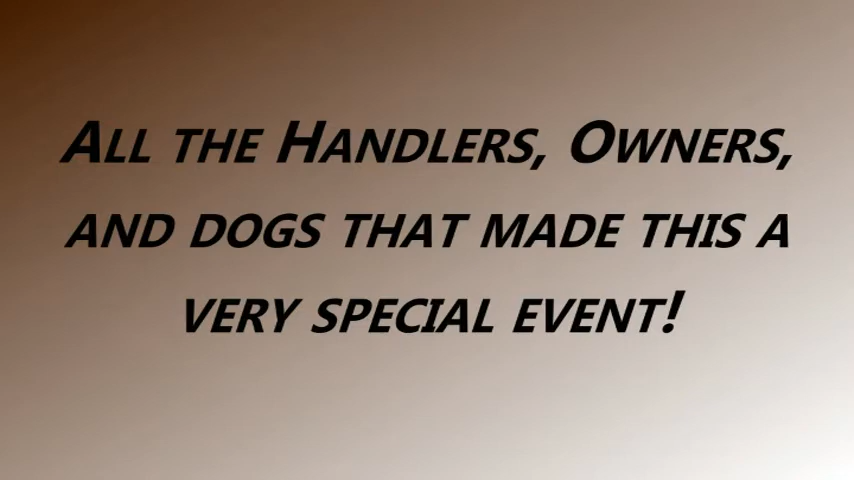 All the Handlers, Owners,
and dogs that made this a
very special event!